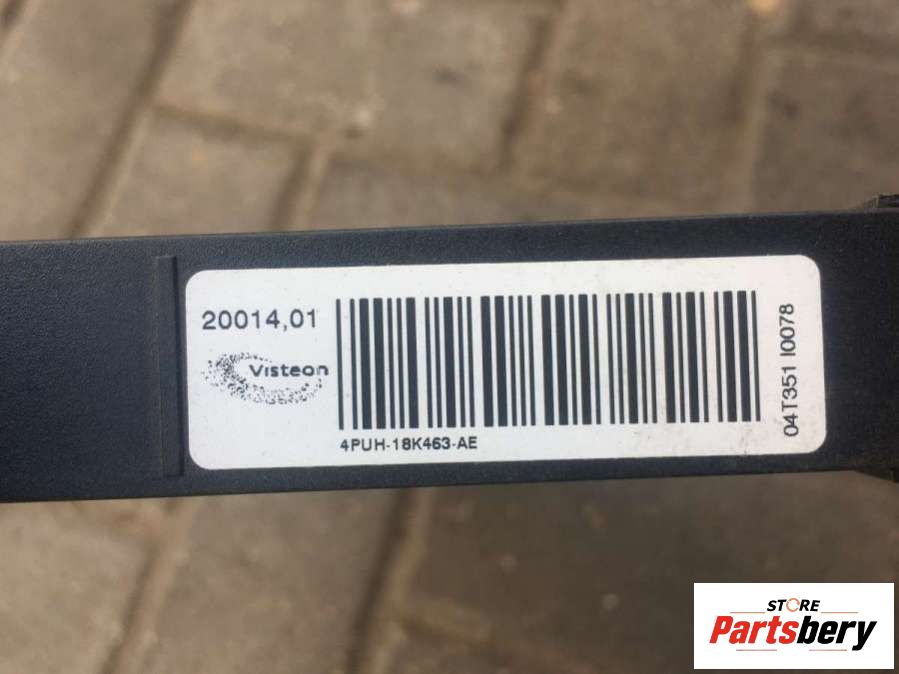 20014,01
Visteon
4PUH-18K463-AE
04T351 I0078
STORE
Partsbery